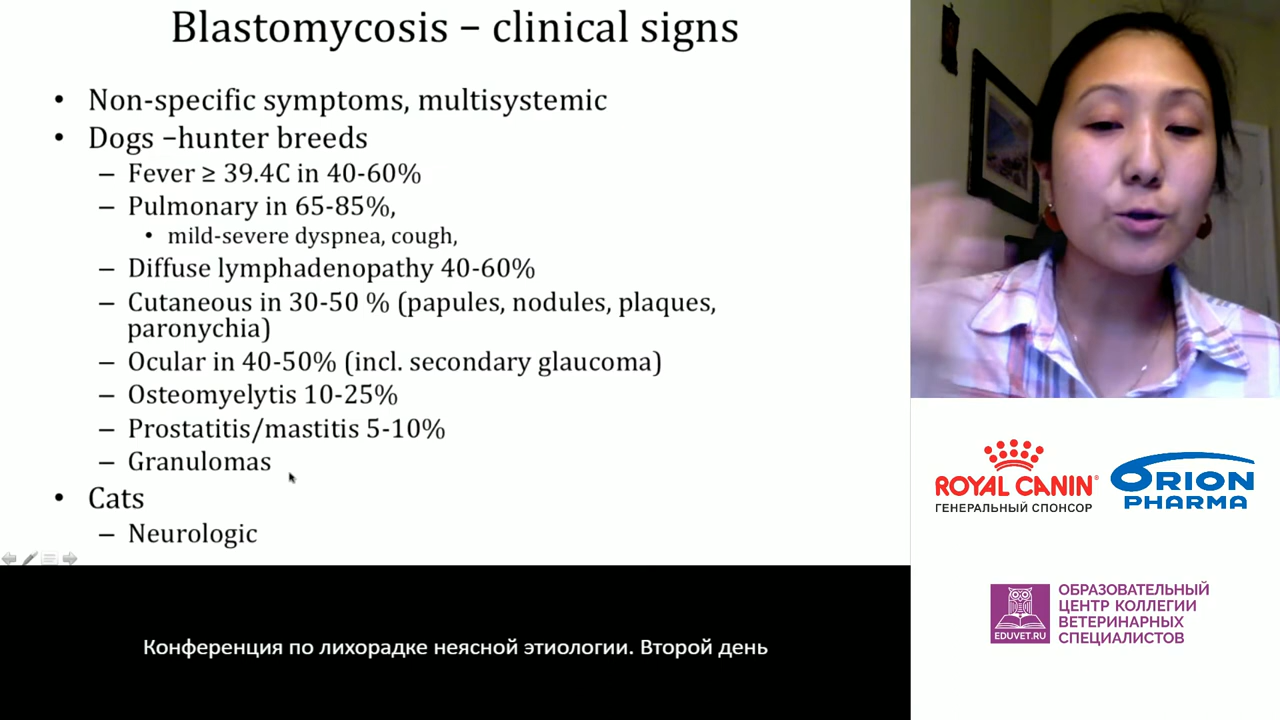 Blastomycosis – clinical signs
• Non-specific symptoms, multisystemic
• Dogs –hunter breeds
– Fever ≥ 39.4C in 40-60%
– Pulmonary in 65-85%,
• mild-severe dyspnea, cough,
– Diffuse lymphadenopathy 40-60%
– Cutaneous in 30-50 % (papules, nodules, plaques,
paronychia)
– Ocular in 40-50% (incl. secondary glaucoma)
– Osteomyelytis 10-25%
– Prostatitis/mastitis 5-10%
– Granulomas
• Cats
– Neurologic
Конференция по лихорадке неясной этиологии. Второй день
ROYAL CANIN®
ГЕНЕРАЛЬНЫЙ СПОНСОР
ORION
PHARMA
EDUVET.RU
ОБРАЗОВАТЕЛЬНЫЙ
ЦЕНТР КОЛЛЕГИИ
ВЕТЕРИНАРНЫХ
СПЕЦИАЛИСТОВ